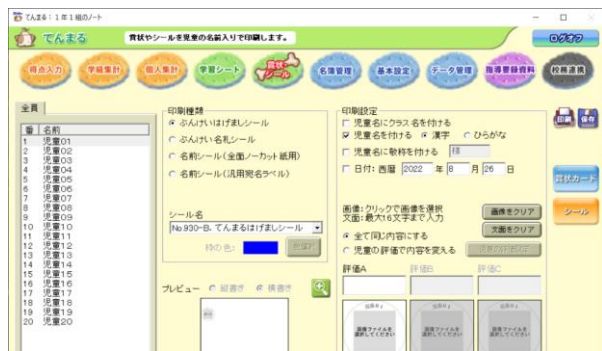 てんまる：1年1組のノート
てんまる
賞状やシールを児童の名前入りで印刷します。
ログオフ
得点入力
学級集計
個人集計
学習シート
賞状・シール
名簿管理
基本設定
データ管理
指導要録資料
校務連携
全員
番 名前
1 児童01
2 児童02
3 児童03
4 児童04
5 児童05
6 児童06
7 児童07
8 児童08
9 児童09
10 児童10
11 児童11
12 児童12
13 児童13
14 児童14
15 児童15
16 児童16
17 児童17
18 児童18
19 児童19
20 児童20
印刷種類
ぶんけいはげましシール
ぶんけい名札シール
名前シール(全面ノーカット紙用)
名前シール(汎用宛名ラベル)
シール名
No.930-B. てんまるはげましシール
枠の色：
色選択
プレビュー 縦書き 横書き
印刷設定
児童名にクラス名を付ける
児童名を付ける 漢字 ひらがな
児童名に敬称を付ける 様
日付：西暦 2022 年 8 月 26 日
画像：クリックで画像を選択
文面：最大16文字まで入力
画像をクリア
文面をクリア
全て同じ内容にする
児童の評価で内容を変える
評価A 評価B 評価C
画像ファイルを選択してください
画像ファイルを選択してください
画像ファイルを選択してください
印刷
保存
賞状カード
シール